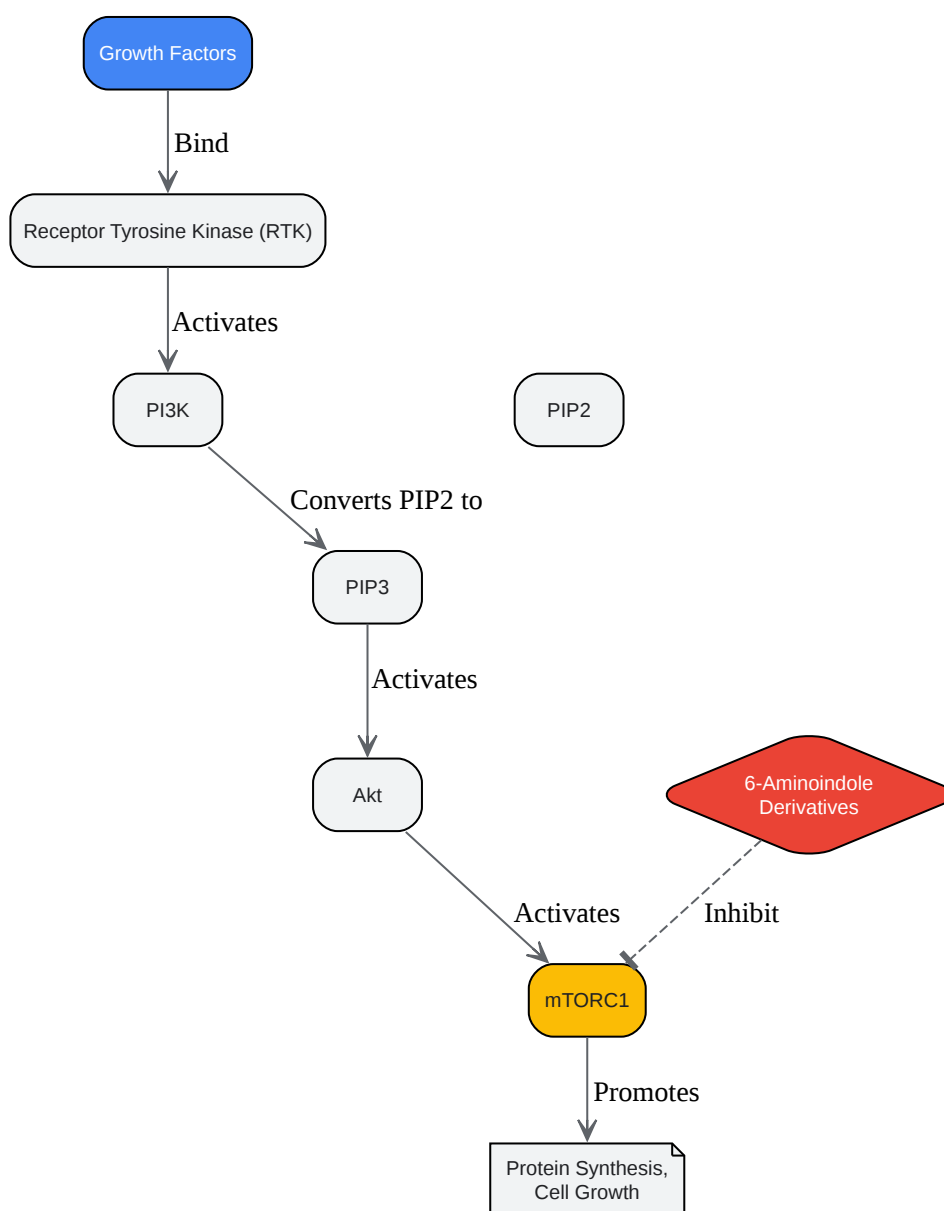 Growth Factors
Bind
Receptor Tyrosine Kinase (RTK)
Activates
PI3K
PIP2
Converts PIP2 to
PIP3
Activates
Akt
6-Aminoindole
Derivatives
Activates
Inhibit
mTORC1
Promotes
Protein Synthesis,
Cell Growth